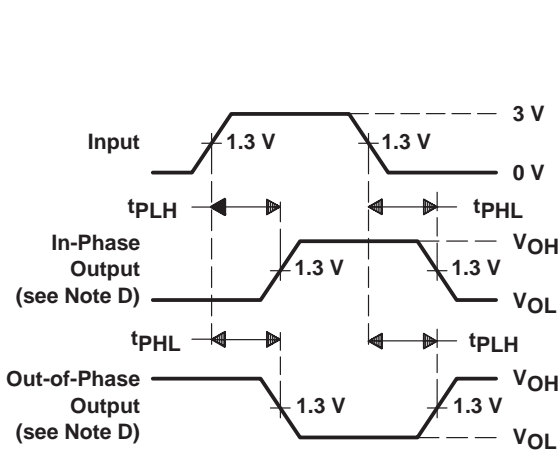 3 V
Input
1.3 V
1.3 V
0 V
tPLH
tPHL
In-Phase
Output
(see Note D)
VOH
1.3 V
1.3 V
VOL
tPHL
tPLH
Out-of-Phase
Output
(see Note D)
VOH
1.3 V
1.3 V
VOL